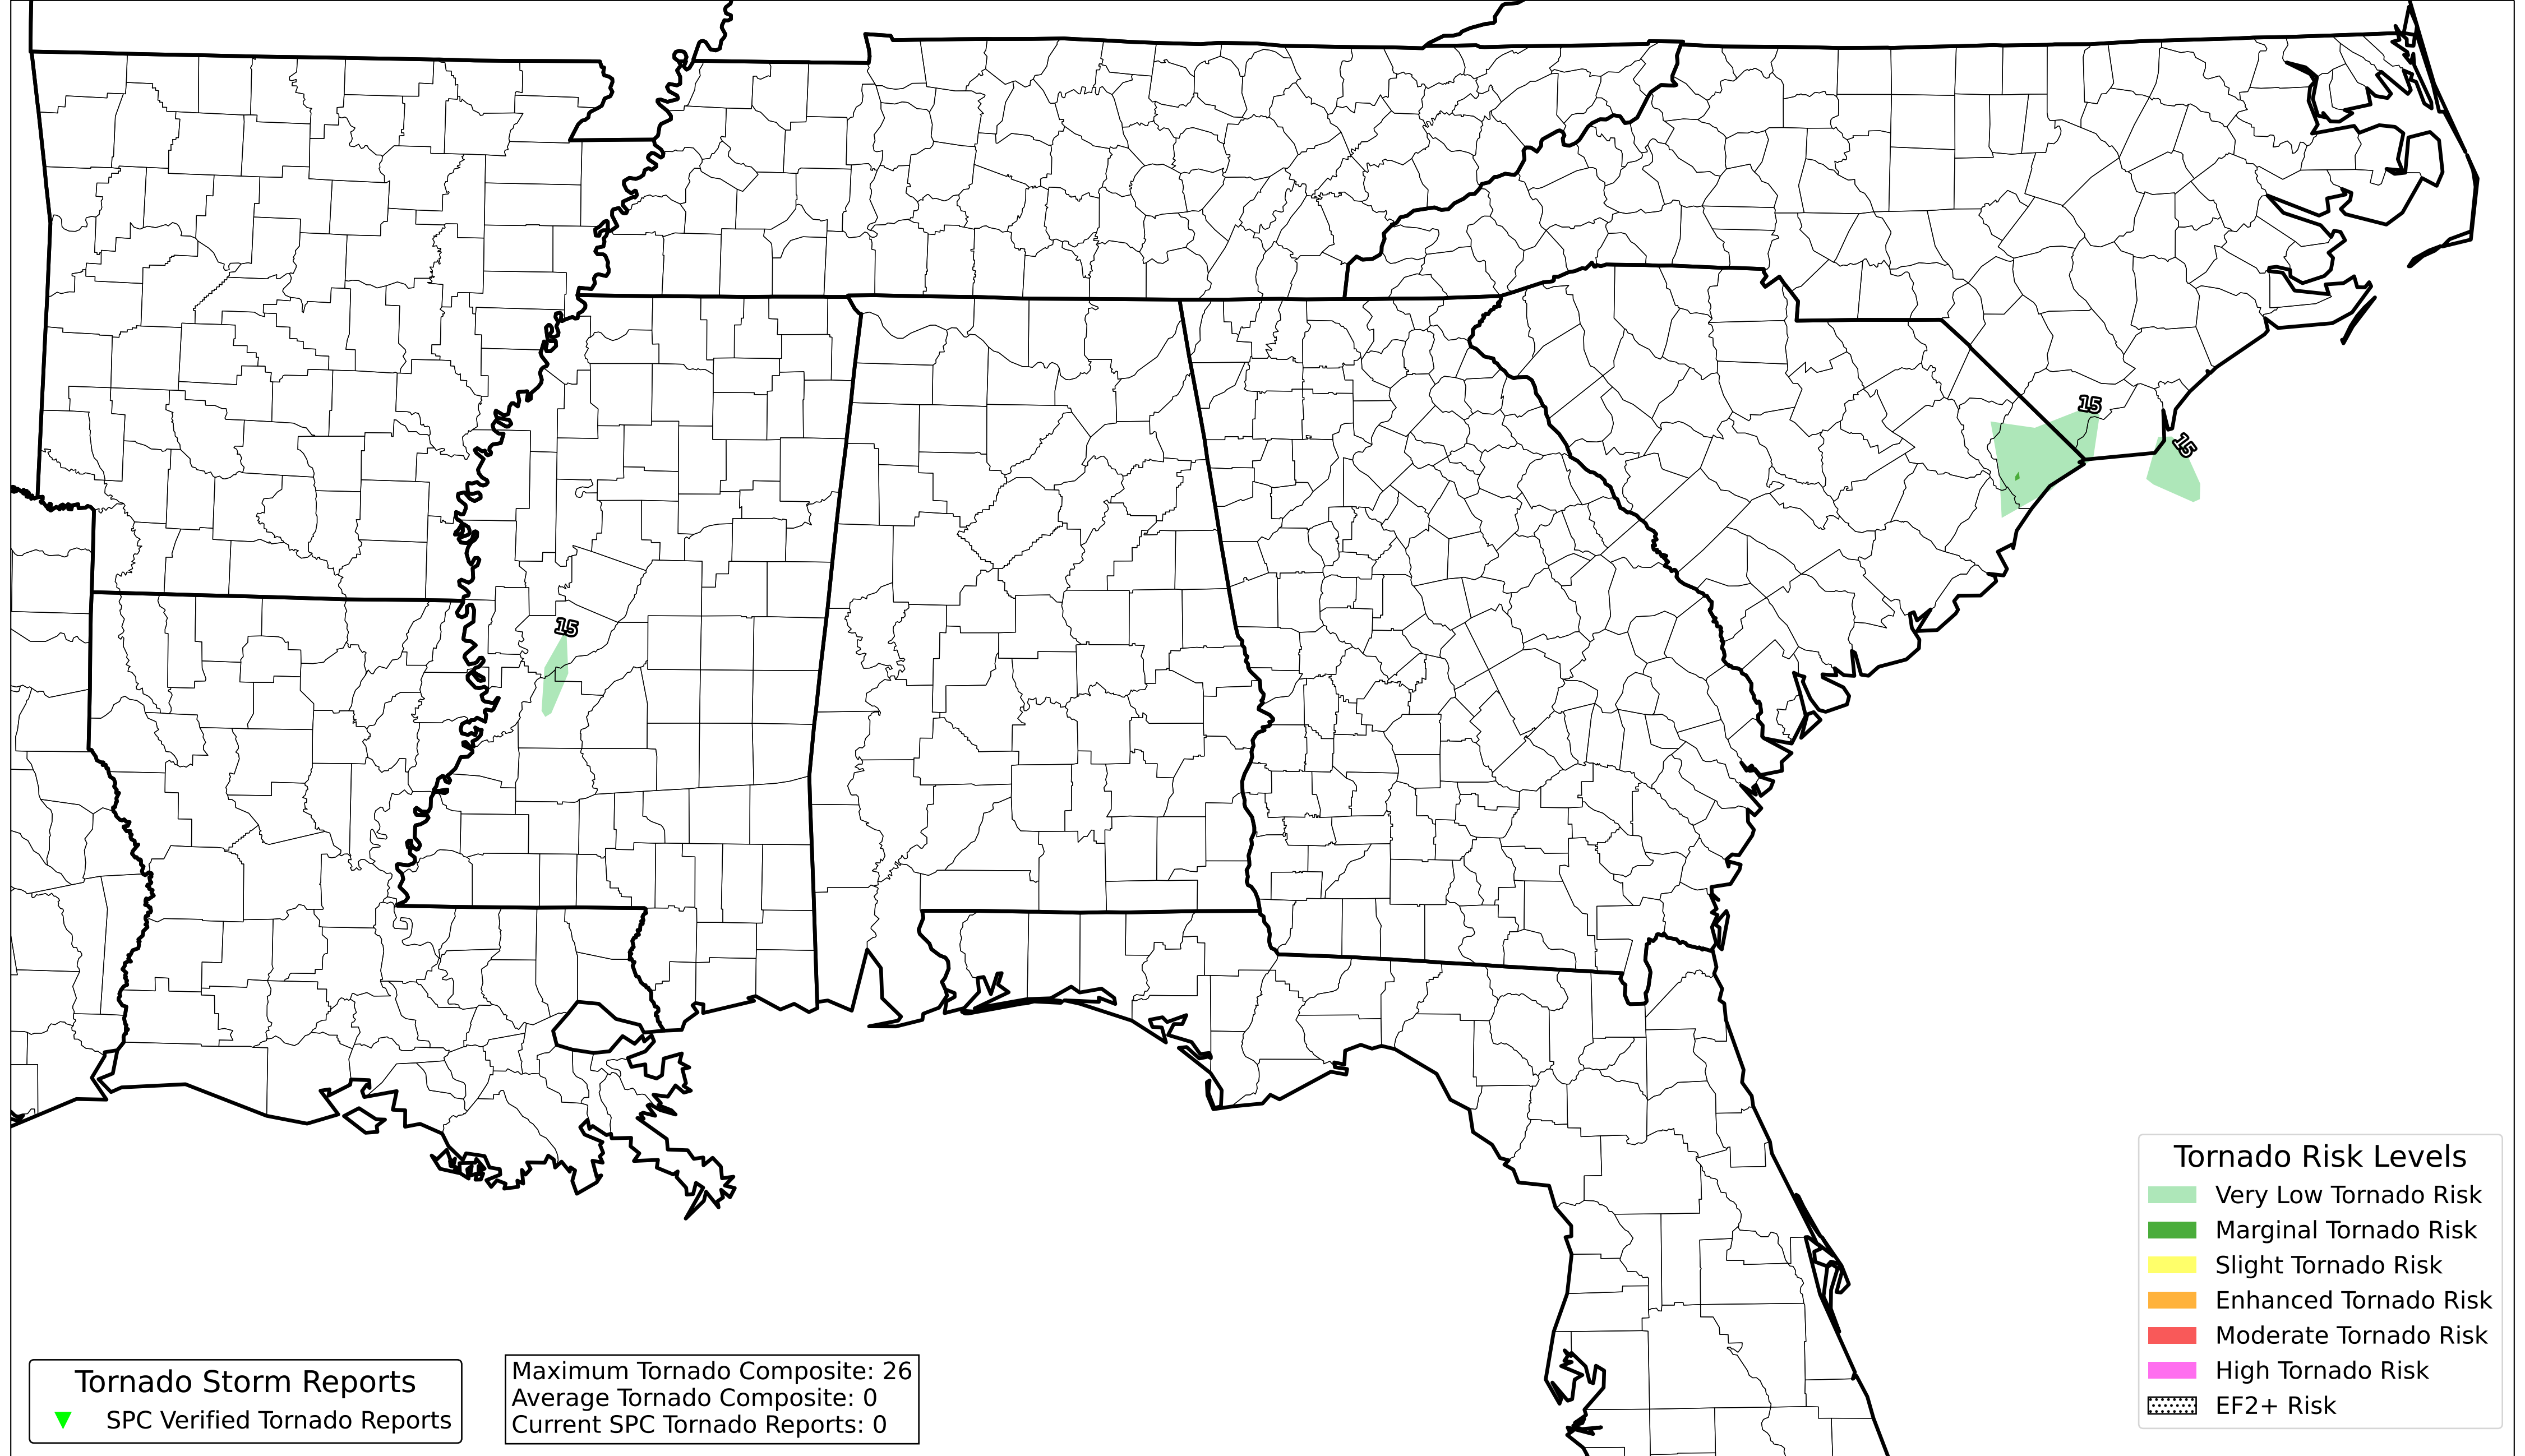 15
15
15
Tornado Risk Levels
Very Low Tornado Risk
Marginal Tornado Risk
Slight Tornado Risk
Enhanced Tornado Risk
Moderate Tornado Risk
High Tornado Risk
EF2+ Risk
Tornado Storm Reports
SPC Verified Tornado Reports
Maximum Tornado Composite: 26
Average Tornado Composite: 0
Current SPC Tornado Reports: 0